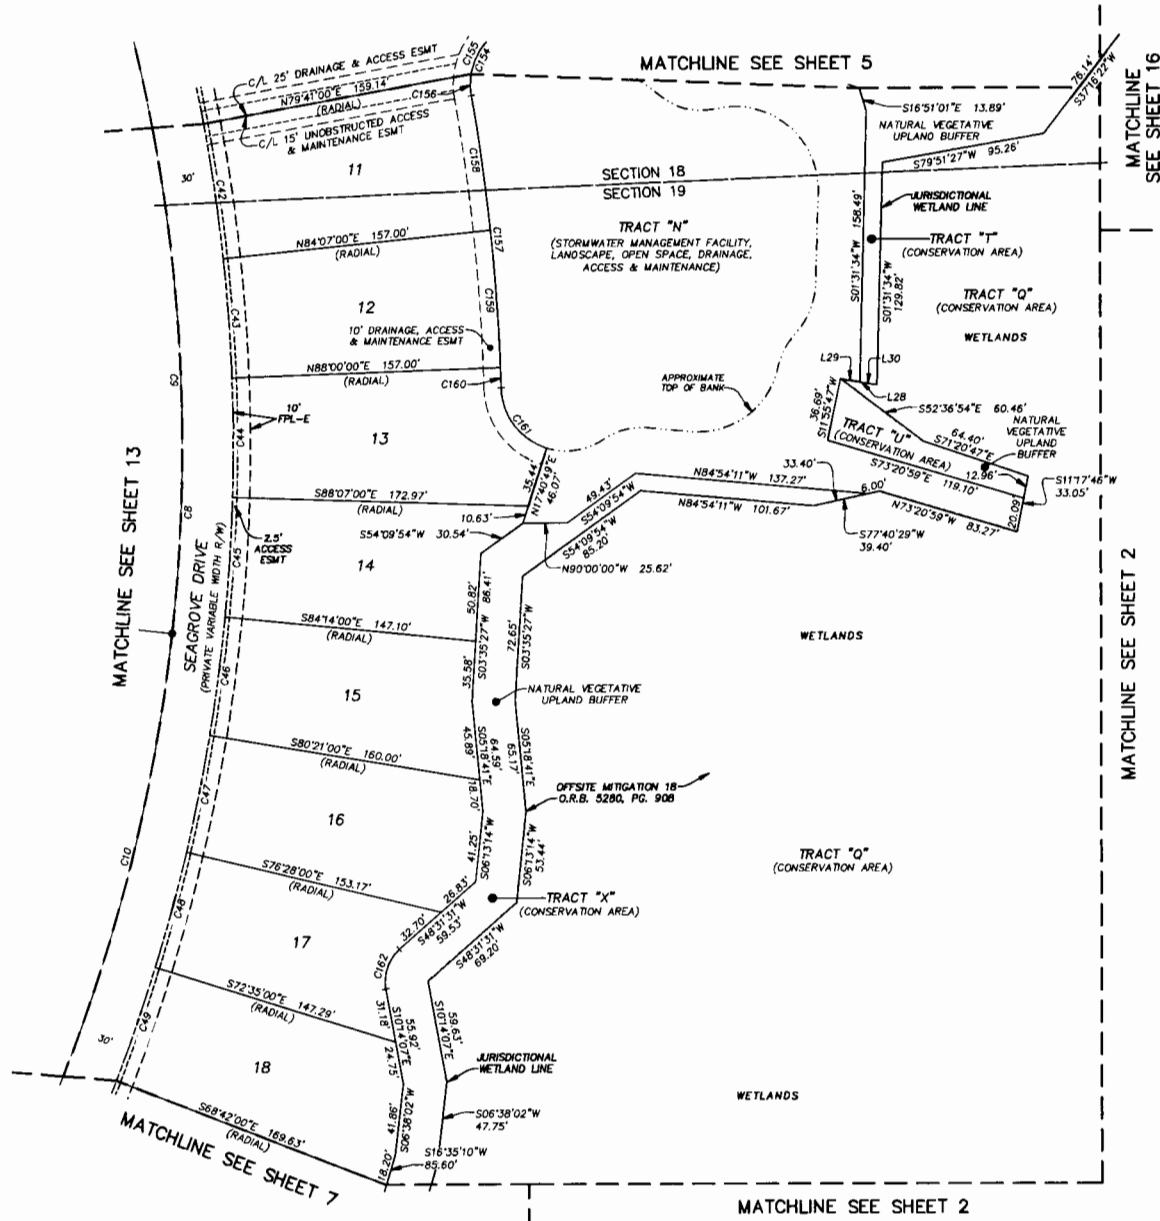 MATCHLINE SEE SHEET 5
MATCHLINE
SEE SHEET 16
C/L 25' DRAINAGE & ACCESS ESMT
N79°41'00"E 159.14'
(RADIAL)
C/L 15' UNOBSTRUCTED ACCESS
& MAINTENANCE ESMT
C155
C154
C156
76.14'
S37°16'22"W
S16°51'01"E 13.89'
NATURAL VEGETATIVE
UPLAND BUFFER
S79°51'27"W 95.26'
30'
C42
11
C158
SECTION 18
SECTION 19
JURISDICTIONAL
WETLAND LINE
N84°07'00"E 157.00'
(RADIAL)
C157
TRACT "N"
(STORMWATER MANAGEMENT FACILITY,
LANDSCAPE, OPEN SPACE, DRAINAGE,
ACCESS & MAINTENANCE)
S01°31'34"W 158.49'
TRACT "T"
(CONSERVATION AREA)
S01°31'34"W
129.82'
TRACT "Q"
(CONSERVATION AREA)
WETLANDS
C43
12
C159
10' DRAINAGE, ACCESS
& MAINTENANCE ESMT
N88°00'00"E 157.00'
(RADIAL)
C160
C9
APPROXIMATE
TOP OF BANK
L29
L30
L28
36.69'
S11°55'47"W
S52°36'54"E 60.46'
NATURAL
VEGETATIVE
UPLAND
BUFFER
TRACT "U"
(CONSERVATION AREA)
64.40'
S71°20'47"E
12.96'
S73°20'59"E
119.10'
S11°17'46"W
33.05'
20.09'
10'
FPL-E
C44
13
C161
35.44'
N17°40'49"E
46.07'
49.43'
S54°09'54"W
N84°54'11"W 137.27'
33.40'
6.00'
N84°54'11"W 101.67'
S77°40'29"W
39.40'
N73°20'59"W
83.27'
MATCHLINE SEE SHEET 13
S88°07'00"E 172.97'
(RADIAL)
10.63'
S54°09'54"W 30.54'
S54°09'54"W
85.20'
N90°00'00"W 25.62'
C8
2.5'
ACCESS
ESMT
C45
14
SEAGROVE DRIVE
(PRIVATE VARIABLE WIDTH R/W)
50.82'
S03°35'27"W 86.41'
72.65'
S03°35'27"W
S84°14'00"E 147.10'
(RADIAL)
WETLANDS
MATCHLINE SEE SHEET 2
C46
15
35.58'
NATURAL VEGETATIVE
UPLAND BUFFER
S80°21'00"E 160.00'
(RADIAL)
45.89'
S05°18'41"E
64.59'
S05°18'41"E
65.17'
18.70'
OFFSITE MITIGATION 18
O.R.B. 5280, PG. 908
C47
16
41.25'
S06°13'14"W
S06°13'14"W
53.44'
C10
TRACT "Q"
(CONSERVATION AREA)
S76°28'00"E 153.17'
(RADIAL)
26.83'
TRACT "X"
(CONSERVATION AREA)
C48
17
32.70'
S48°31'31"W
59.53'
S48°31'31"W
69.20'
C162
S72°35'00"E 147.29'
(RADIAL)
31.18'
S10°14'07"E
55.92'
59.63'
S10°14'07"E
C49
30'
24.75'
18
JURISDICTIONAL
WETLAND LINE
WETLANDS
41.86'
S06°38'02"W
S06°38'02"W
47.75'
S68°42'00"E 169.63'
(RADIAL)
S16°35'10"W
85.60'
18.20'
MATCHLINE SEE SHEET 7
MATCHLINE SEE SHEET 2